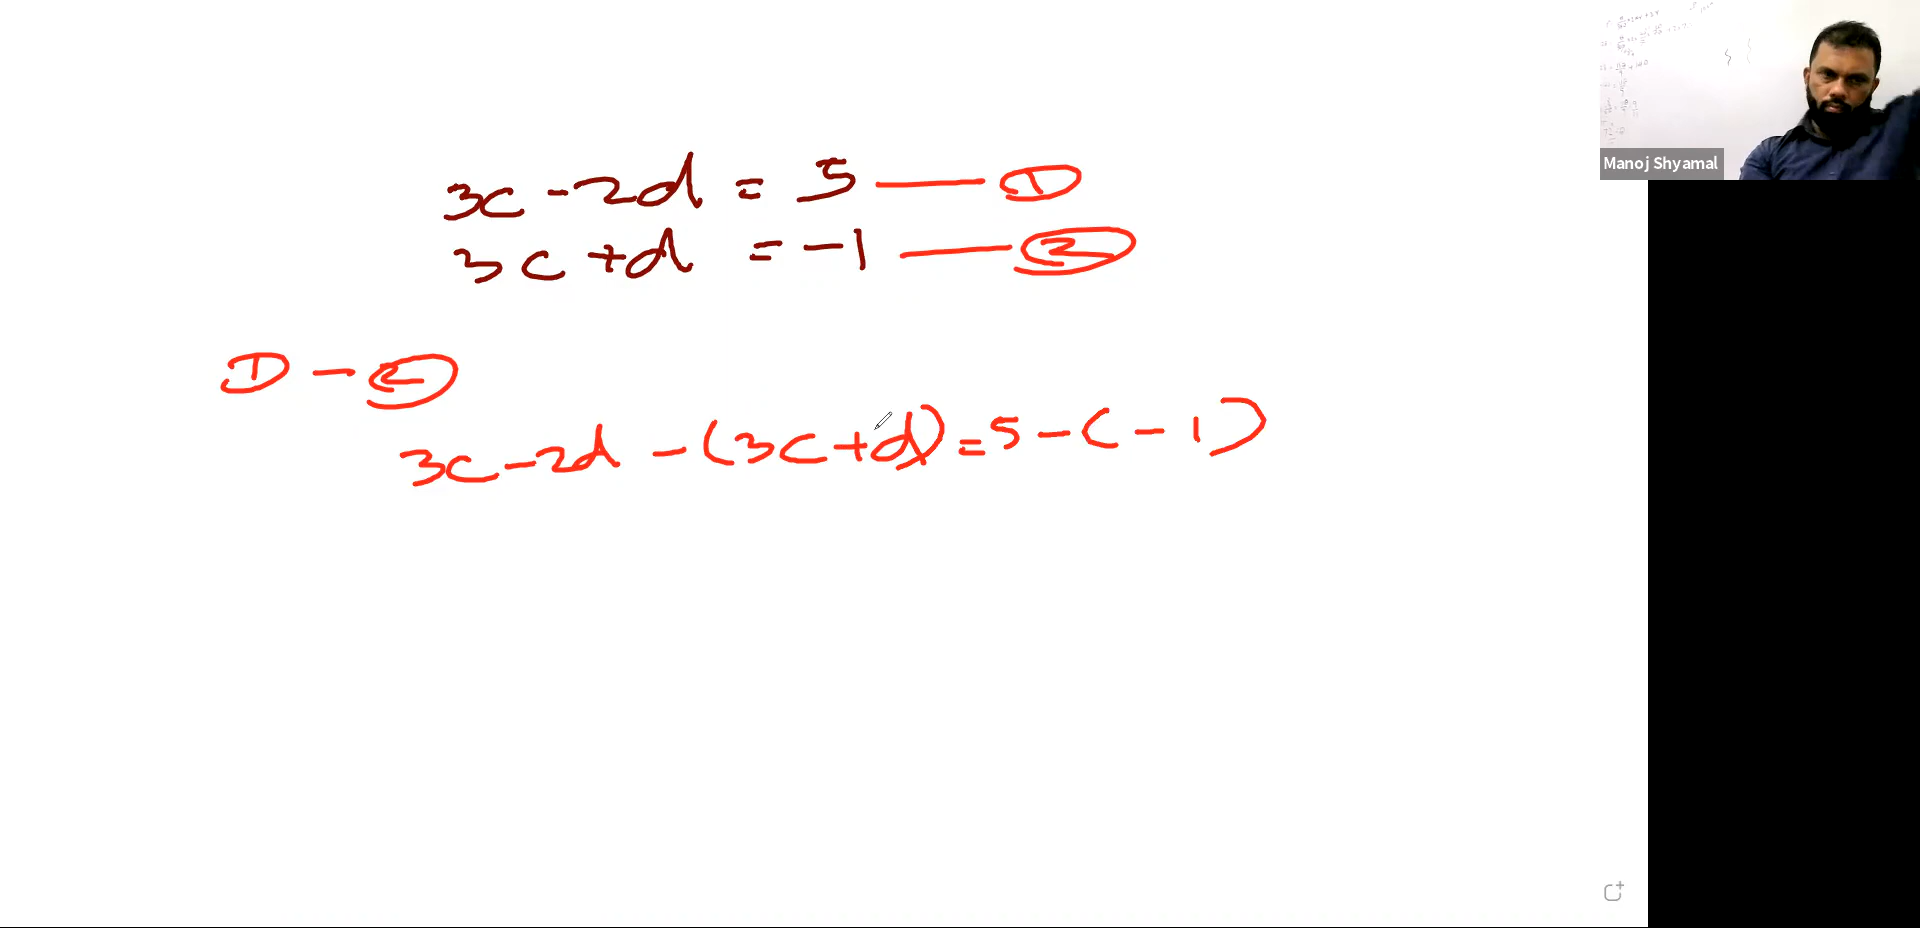 3c - 2d = 5 — ①
3c + d = -1 — ②
① - ②
3c - 2d - (3c + d) = 5 - (-1)
Manoj Shyamal